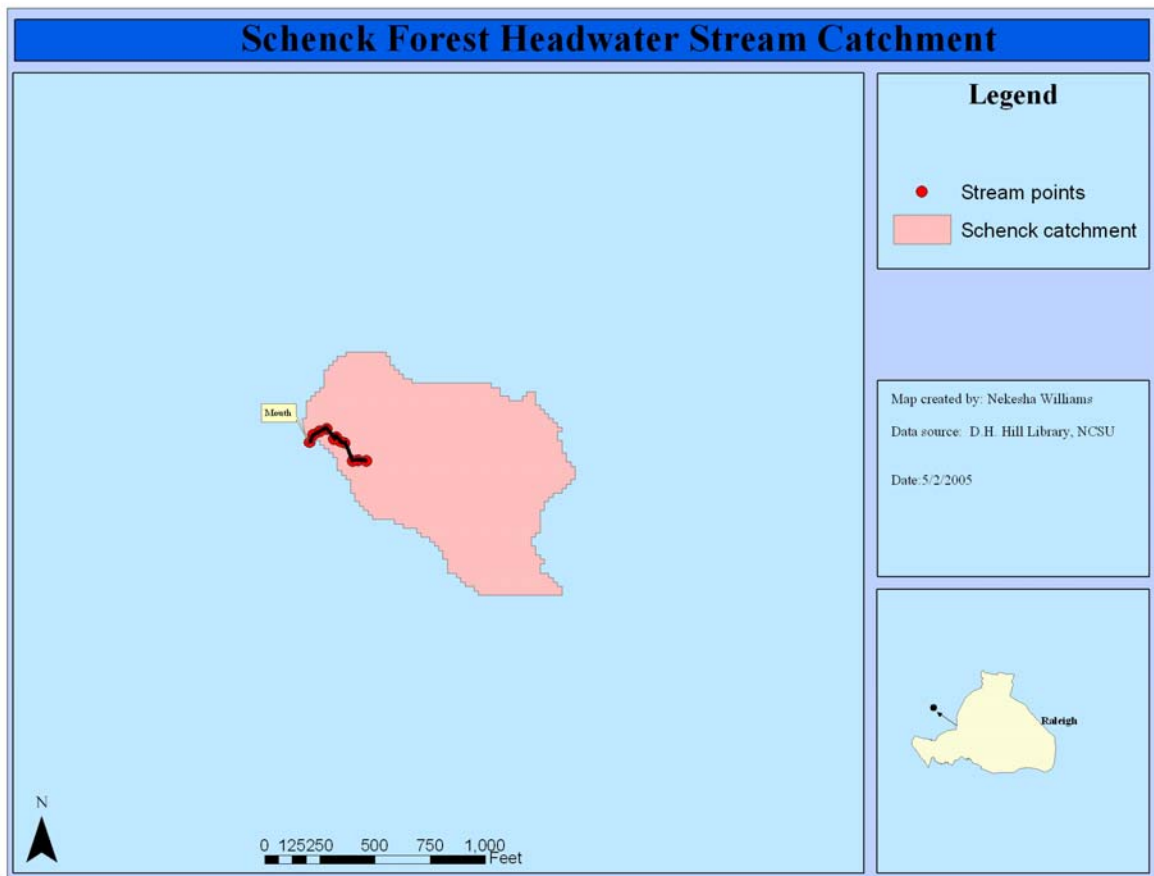 Schenck Forest Headwater Stream Catchment
Legend
Stream points
Schenck catchment
Mouth
Map created by: Nekesha Williams
Data source: D.H. Hill Library, NCSU
Date:5/2/2005
Raleigh
N
0 125250 500 750 1,000
Feet